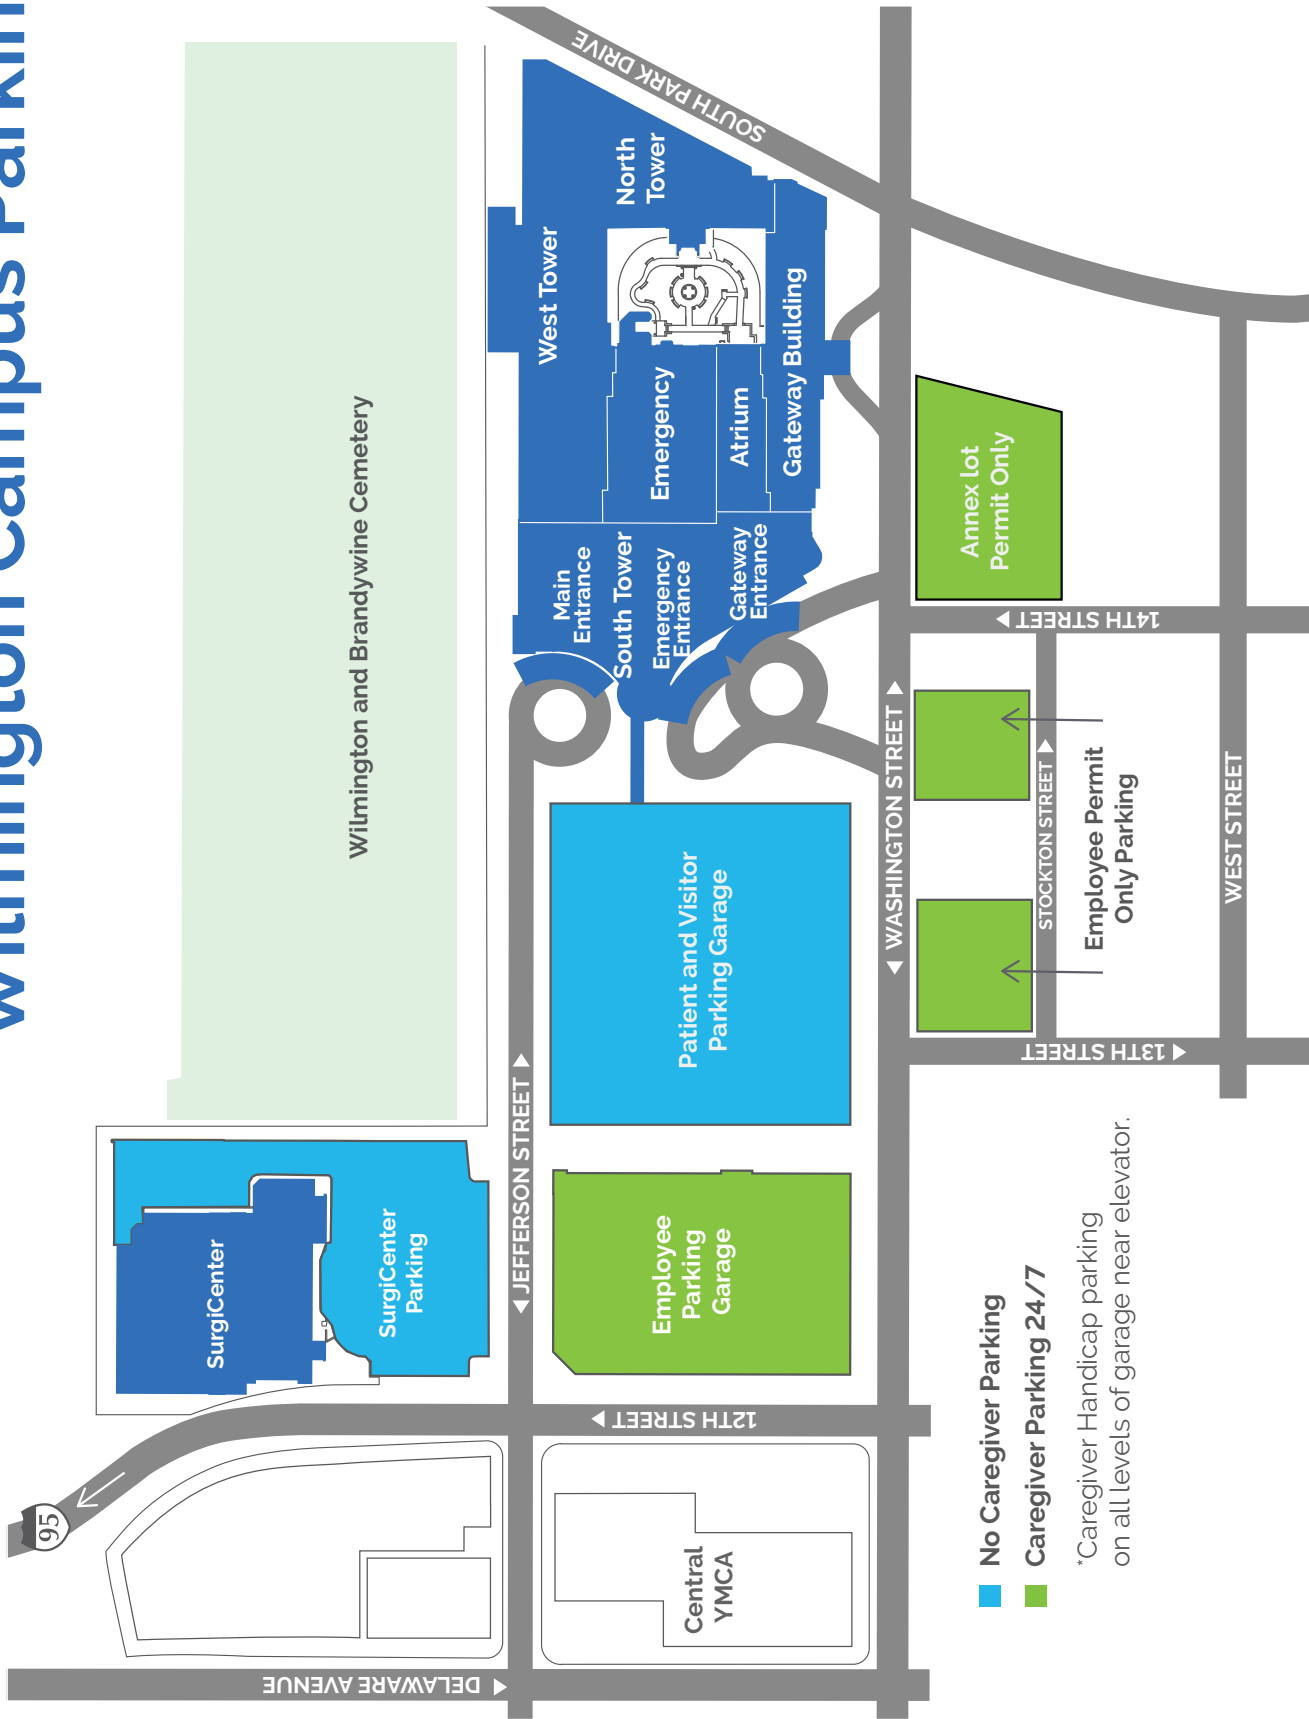 Wilmington Campus Parkin
Wilmington and Brandywine Cemetery
SOUTH PARK DRIVE
North
Tower
West Tower
Emergency
Atrium
Gateway Building
Main
Entrance
South Tower
Emergency
Entrance
Gateway
Entrance
Annex lot
Permit Only
14TH STREET
WASHINGTON STREET
STOCKTON STREET
Employee Permit
Only Parking
WEST STREET
13TH STREET
Patient and Visitor
Parking Garage
JEFFERSON STREET
SurgiCenter
SurgiCenter
Parking
Employee
Parking
Garage
12TH STREET
95
Central
YMCA
DELAWARE AVENUE
No Caregiver Parking
Caregiver Parking 24/7
*Caregiver Handicap parking
on all levels of garage near elevator.